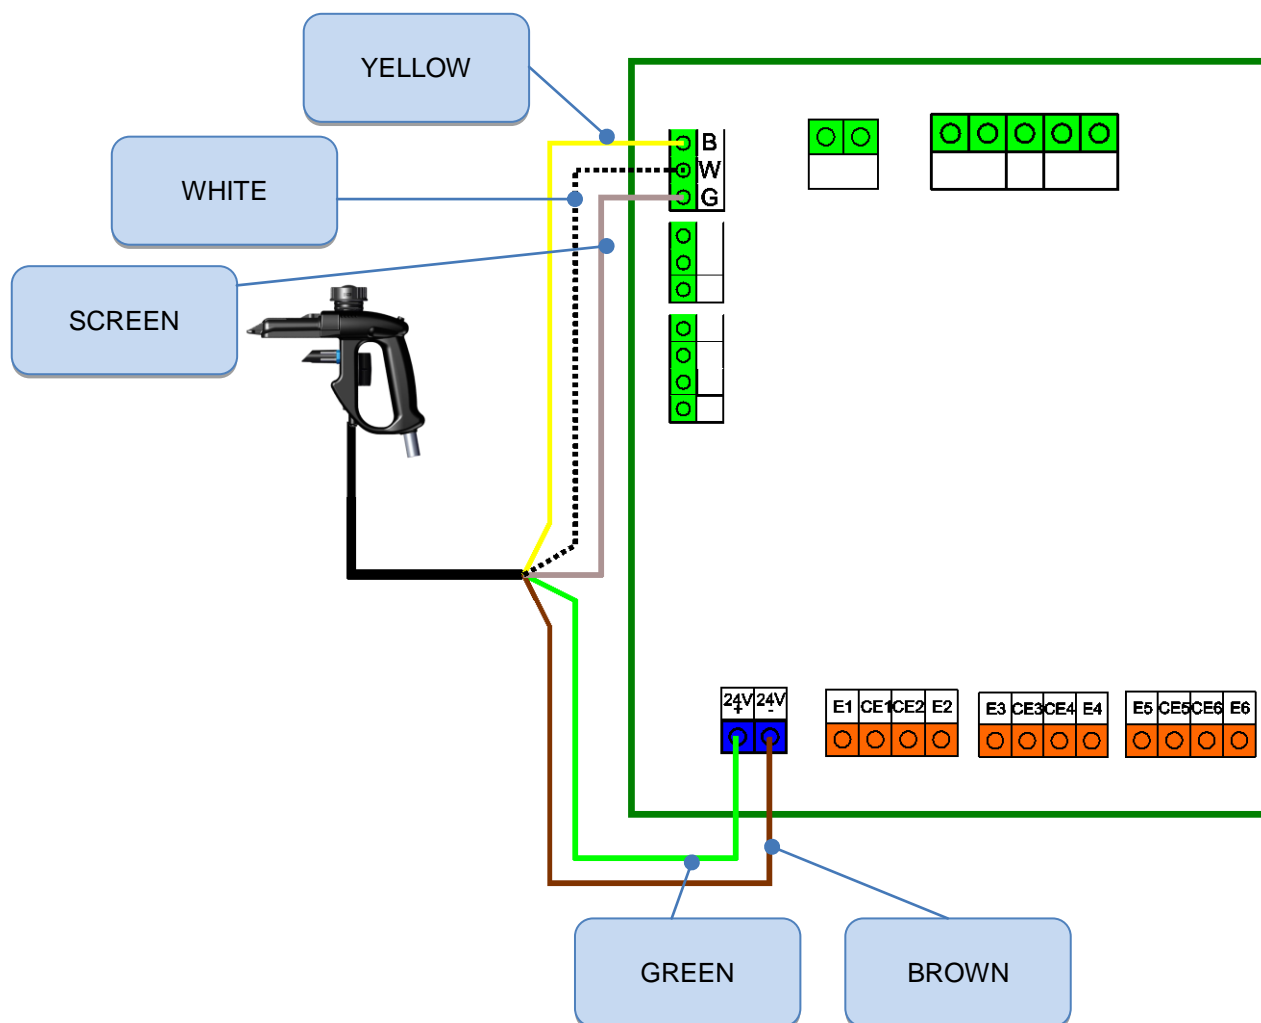 YELLOW
B
WHITE
W
G
SCREEN
24V
+
24V
-
E1 CE1 CE2 E2
E3 CE3 CE4 E4
E5 CE5 CE6 E6
GREEN
BROWN